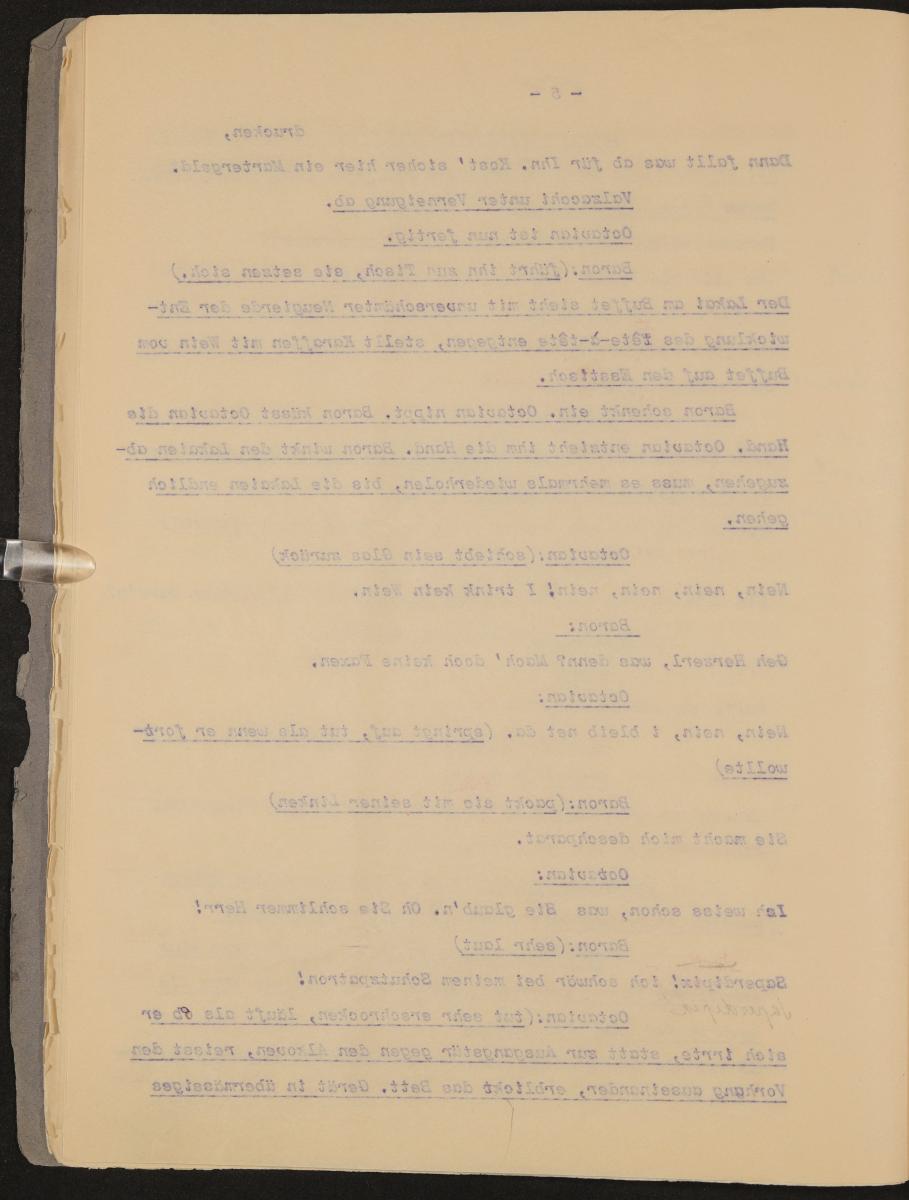 - 5 -
drucken,
Dann fallt was ab für Ihn. Kost' sicher hier ein Martergeld.
Valzacchi unter Verneigung ab.
Octavian ist nun fertig.
Baron:(führt ihn zum Tisch, sie setzen sich.)
Der Lakai am Buffet sieht mit unverschämter Neugierde der Ent-
wicklung des Tête-à-tête entgegen, stellt Karaffen mit Wein vom
Buffet auf den Esstisch.
Baron schenkt ein. Octavian nippt. Baron küsst Octavian die
Hand. Octavian entzieht ihm die Hand. Baron winkt den Lakaien ab-
zugehen, muss es mehrmals wiederholen, bis die Lakaien endlich
gehen.
Octavian:(schiebt sein Glas zurück)
Nein, nein, nein, nein! I trink kein Wein.
Baron:
Geh Herzerl, was denn? Mach' doch keine Faxen.
Octavian:
Nein, nein, i bleib net da. (springt auf, tut als wenn er fort-
wollte)
Baron:(packt sie mit seiner Linken)
Sie macht mich deschparat.
Octavian:
Ich weiss schon, was Sie glaub'n. Oh Sie schlimmer Herr!
Baron:(sehr laut)
Saperdipix! ich schwör bei meinem Schutzpatron!
Octavian:(tut sehr erschrocken, läuft als ob er
sich irrte, statt zur Ausgangstür gegen den Alkoven, reisst den
Vorhang auseinander, erblickt das Bett. Gerät in übermässiges